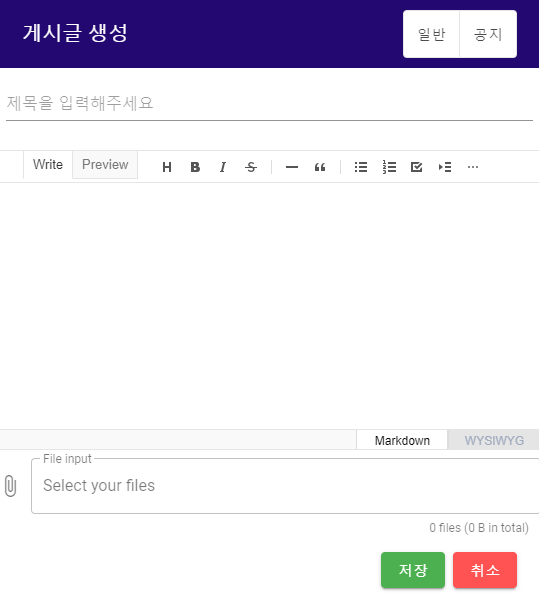 게시글 생성 일반 공지
제목을 입력해주세요
Write Preview H B I S
Markdown WYSIWYG
File input
Select your files
0 files (0 B in total)
저장 취소